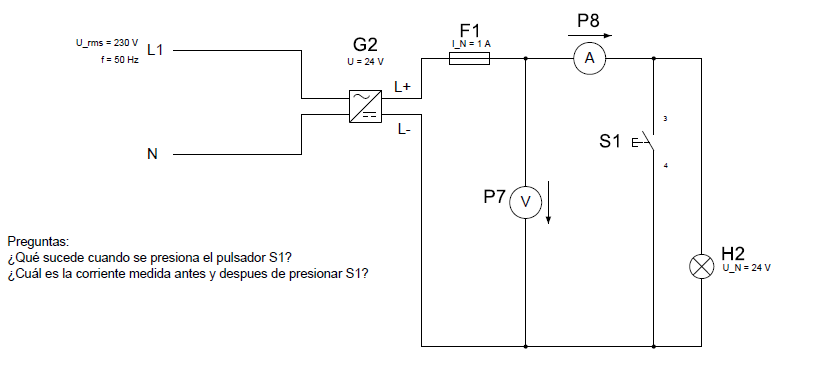 U_rms = 230 V
f = 50 Hz
L1
N
G2
U = 24 V
L+
L-
F1
I_N = 1 A
P8
A
P7
V
S1
3
4
H2
U_N = 24 V
Preguntas:
¿Qué sucede cuando se presiona el pulsador S1?
¿Cuál es la corriente medida antes y despues de presionar S1?